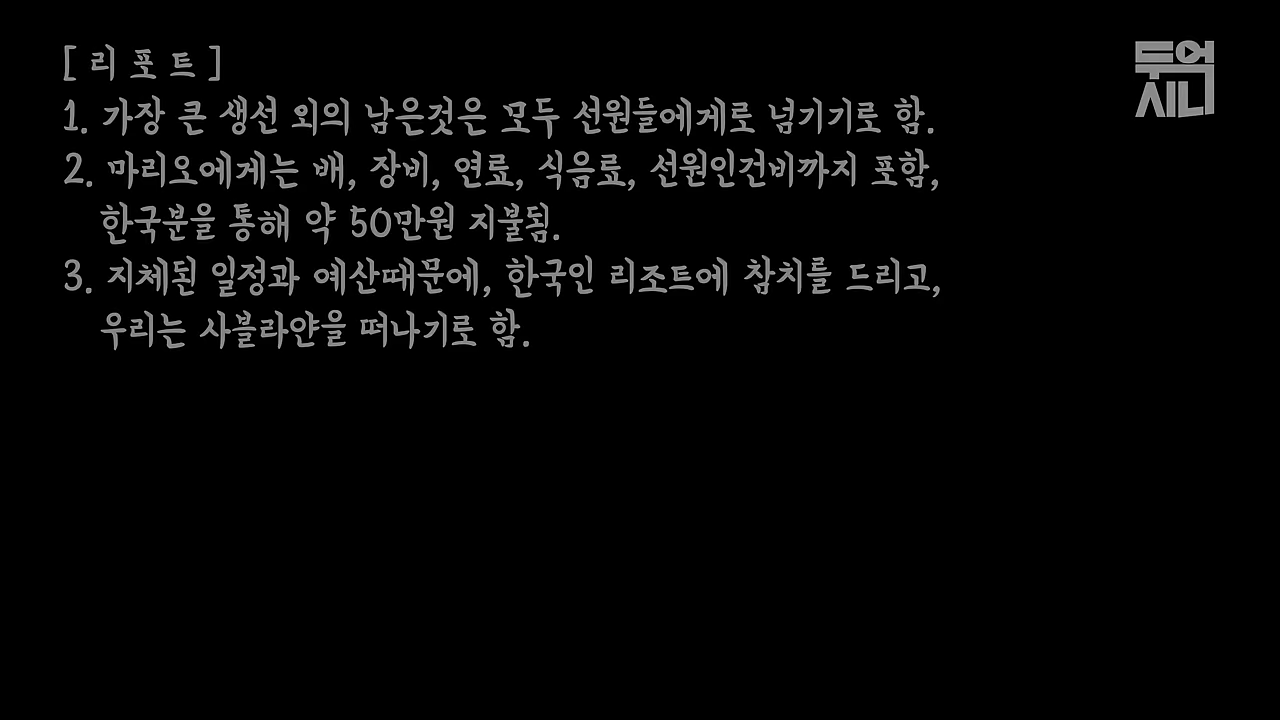 [ 리 포 트 ]
두억
시니
1. 가장 큰 생선 외의 남은것은 모두 선원들에게로 넘기기로 함.
2. 마리오에게는 배, 장비, 연료, 식음료, 선원인건비까지 포함,
한국분을 통해 약 50만원 지불됨.
3. 지체된 일정과 예산때문에, 한국인 리조트에 참치를 드리고,
우리는 사블라얀을 떠나기로 함.